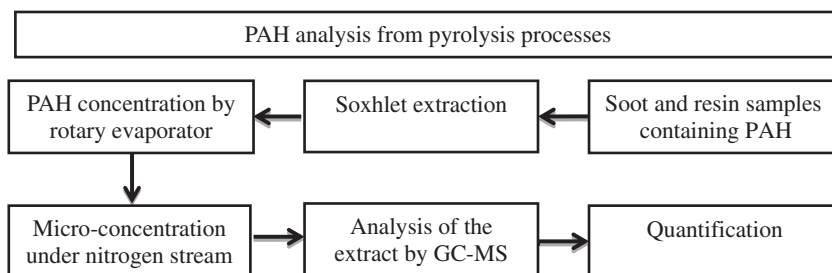 PAH analysis from pyrolysis processes
PAH concentration by
rotary evaporator
Soxhlet extraction
Soot and resin samples
containing PAH
Micro-concentration
under nitrogen stream
Analysis of the
extract by GC-MS
Quantification